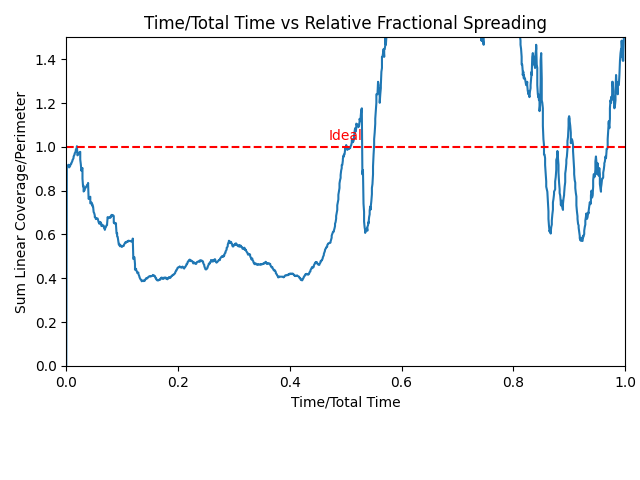 Time/Total Time vs Relative Fractional Spreading
Sum Linear Coverage/Perimeter
1.4
1.2
1.0
0.8
0.6
0.4
0.2
0.0
Ideal
0.0 0.2 0.4 0.6 0.8 1.0
Time/Total Time